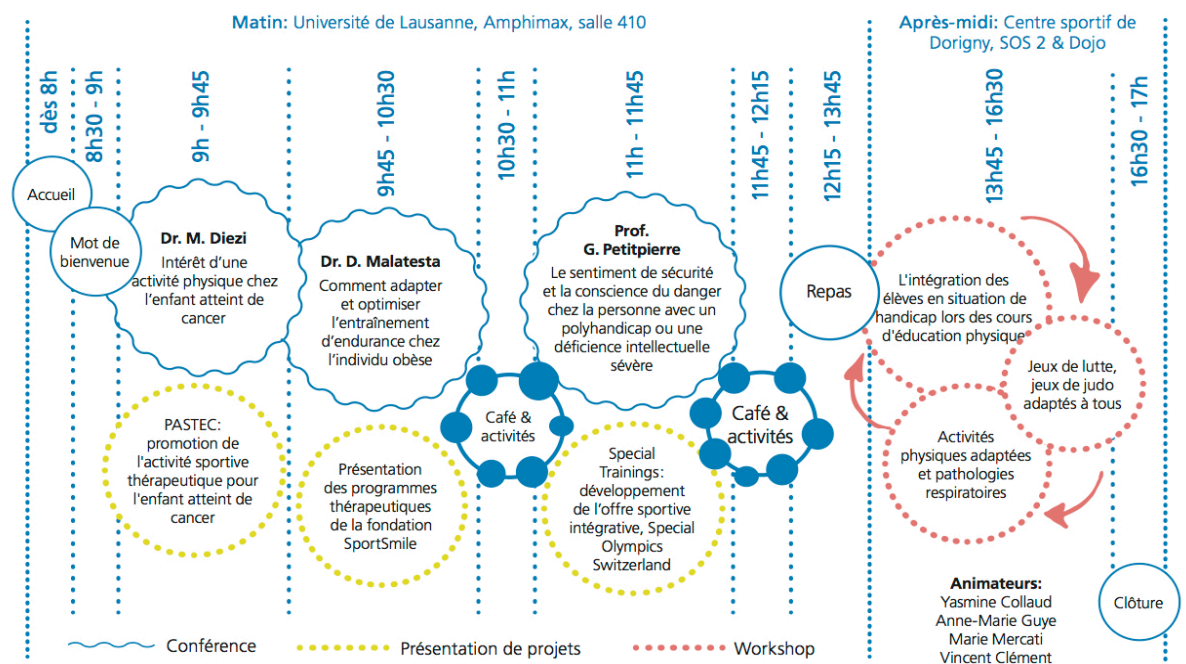 Matin: Université de Lausanne, Amphimax, salle 410
Après-midi: Centre sportif de
Dorigny, SOS 2 & Dojo
dès 8h
8h30 - 9h
9h - 9h45
9h45 - 10h30
10h30 - 11h
11h - 11h45
11h45 - 12h15
12h15 - 13h45
13h45 - 16h30
16h30 - 17h
Accueil
Mot de
bienvenue
Dr. M. Diezi
Intérêt d'une
activité physique chez
l'enfant atteint de
cancer
Dr. D. Malatesta
Comment adapter
et optimiser
l'entraînement
d'endurance chez
l'individu obèse
Prof.
G. Petitpierre
Le sentiment de sécurité
et la conscience du danger
chez la personne avec un
polyhandicap ou une
déficience intellectuelle
sévère
Repas
L'intégration des
élèves en situation de
handicap lors des cours
d'éducation physique
Jeux de lutte,
jeux de judo
adaptés à tous
Café &
activités
Café &
activités
PASTEC:
promotion de
l'activité sportive
thérapeutique pour
l'enfant atteint de
cancer
Présentation
des programmes
thérapeutiques
de la fondation
SportSmile
Special
Trainings:
développement
de l'offre sportive
intégrative, Special
Olympics
Switzerland
Activités
physiques adaptées
et pathologies
respiratoires
Animateurs:
Yasmine Collaud
Anne-Marie Guye
Marie Mercati
Vincent Clément
Clôture
Conférence
Présentation de projets
Workshop